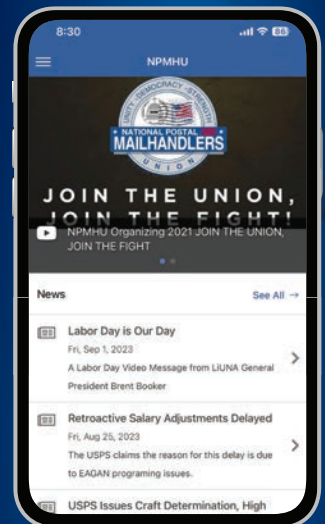 8:30
88
NPMHU
UNITY-DEMOCRACY-STRENGTH
NATIONAL POSTAL
MAILHANDLERS
UNION
JOIN THE UNION,
JOIN THE FIGHT!
NPMHU Organizing 2021 JOIN THE UNION,
JOIN THE FIGHT
News
See All →
Labor Day is Our Day
Fri, Sep 1, 2023
A Labor Day Video Message from LiUNA General
President Brent Booker
Retroactive Salary Adjustments Delayed
Fri, Aug 25, 2023
The USPS claims the reason for this delay is due
to EAGAN programing issues.
USPS Issues Craft Determination, High